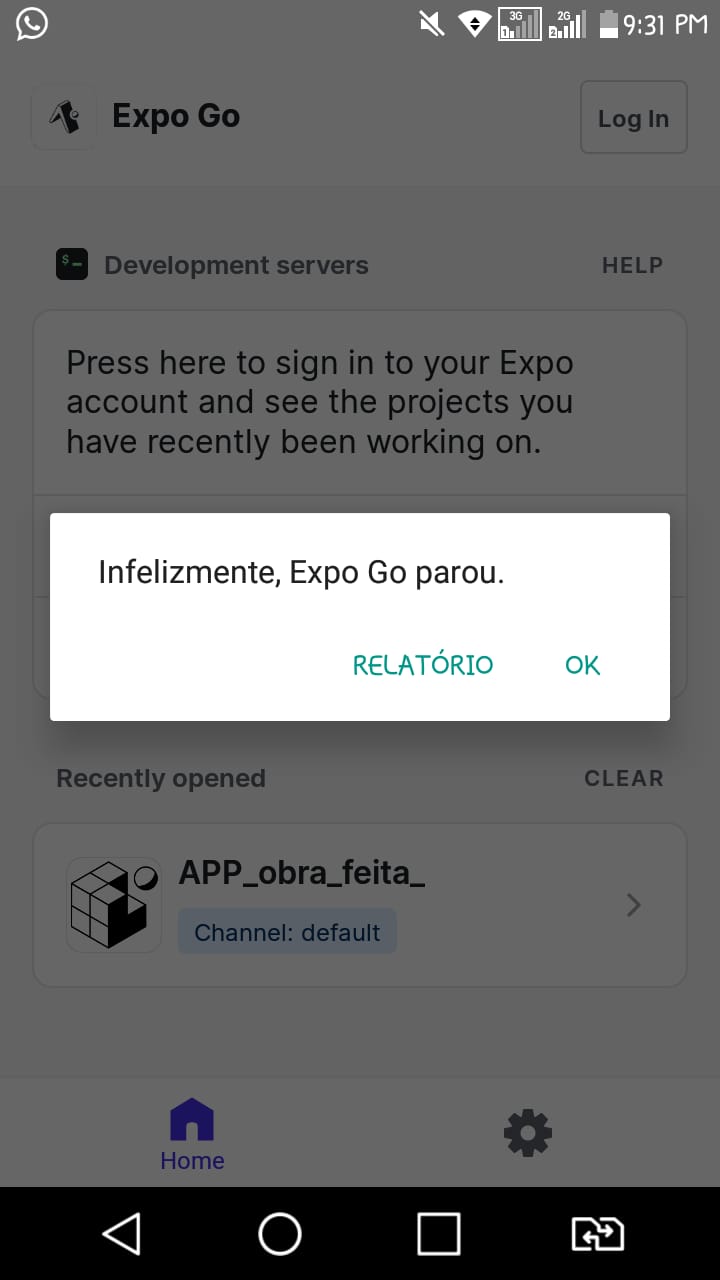 3G
1
2G
2
9:31 PM
Expo Go
Log In
$
Development servers
HELP
Press here to sign in to your Expo
account and see the projects you
have recently been working on.
Infelizmente, Expo Go parou.
RELATÓRIO
OK
Recently opened
CLEAR
APP_obra_feita_
Channel: default
Home